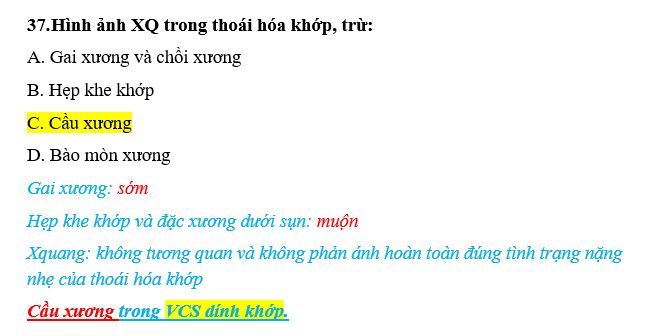 37.Hình ảnh XQ trong thoái hóa khớp, trừ:
A. Gai xương và chồi xương
B. Hẹp khe khớp
C. Cầu xương
D. Bào mòn xương
Gai xương: sớm
Hẹp khe khớp và đặc xương dưới sụn: muộn
Xquang: không tương quan và không phản ánh hoàn toàn đúng tình trạng nặng
nhẹ của thoái hóa khớp
Cầu xương trong VCS dính khớp.